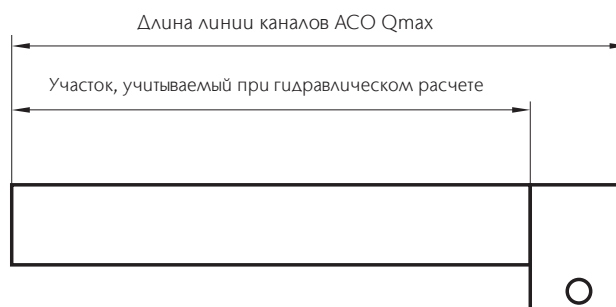 Длина линии каналов ACO Qmax
Участок, учитываемый при гидравлическом расчете